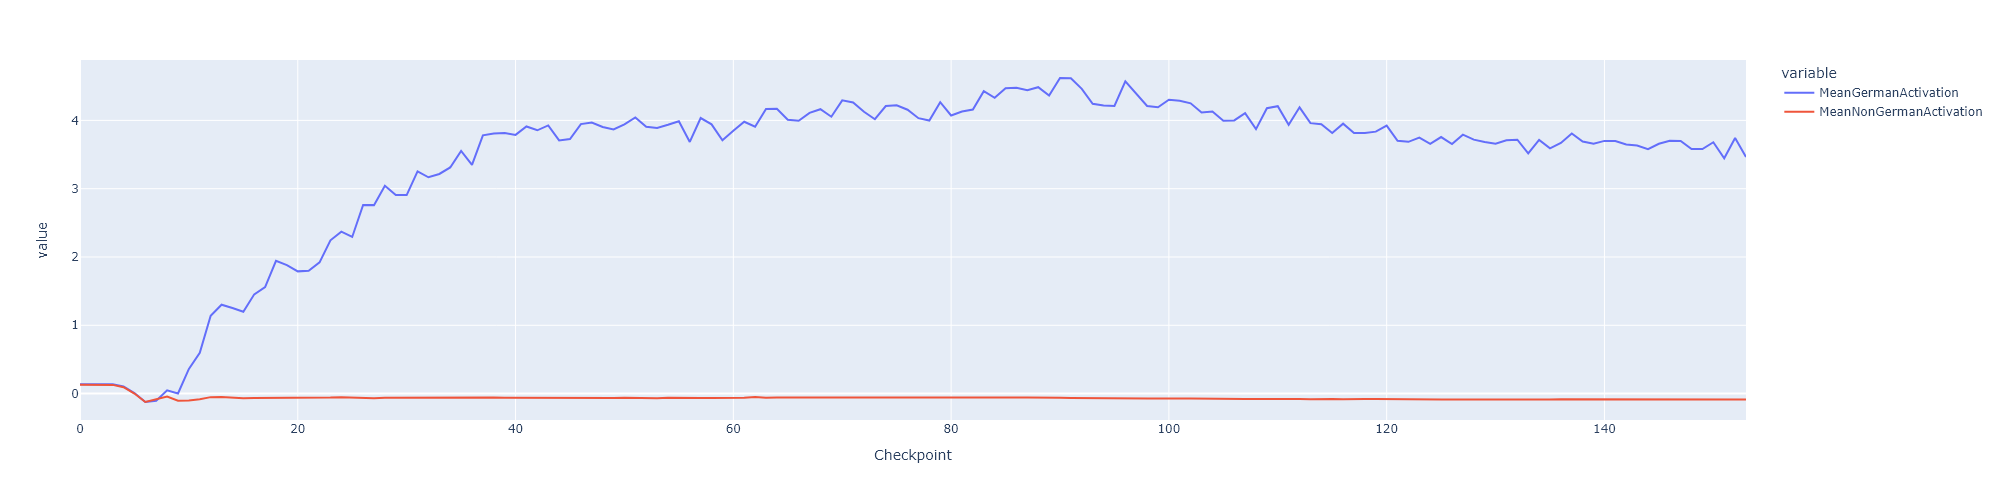 variable
MeanGermanActivation
MeanNonGermanActivation
value
4
3
2
1
0
0 20 40 60 80 100 120 140
Checkpoint